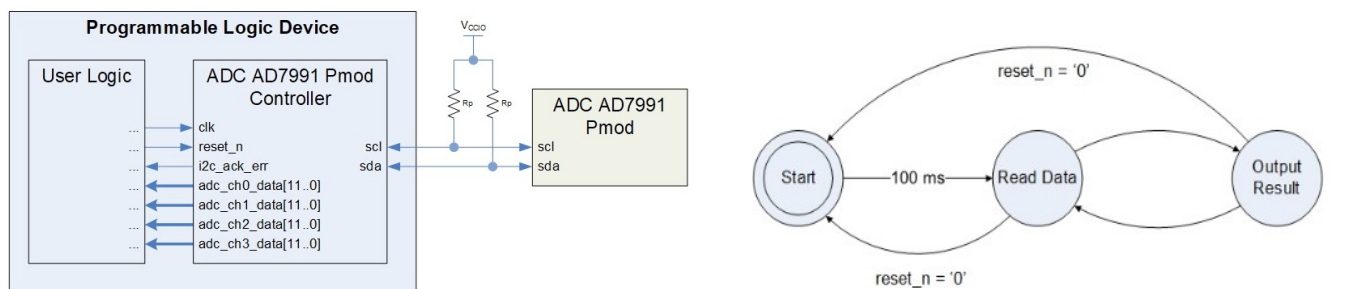 Programmable Logic Device
User Logic
...
...
...
...
...
...
...
ADC AD7991 Pmod
Controller
clk
reset_n
i2c_ack_err
adc_ch0_data[11..0]
adc_ch1_data[11..0]
adc_ch2_data[11..0]
adc_ch3_data[11..0]
scl
sda
VCCIO
Rp
Rp
ADC AD7991
Pmod
scl
sda
reset_n = ‘0’
Start
100 ms
Read Data
Output
Result
reset_n = ‘0’